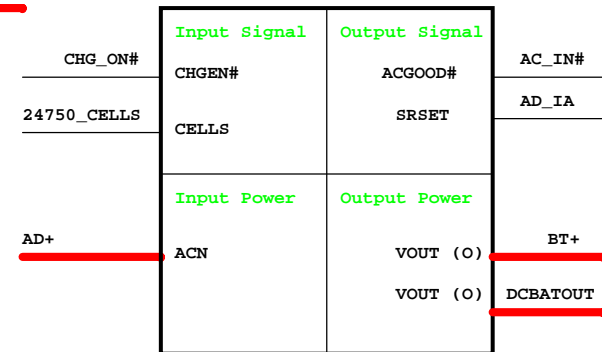 Input Signal Output Signal
CHG_ON# CHGEN# ACGOOD# AC_IN#
24750_CELLS CELLS SRSET AD_IA
Input Power Output Power
AD+ ACN VOUT (O) BT+
VOUT (O) DCBATOUT